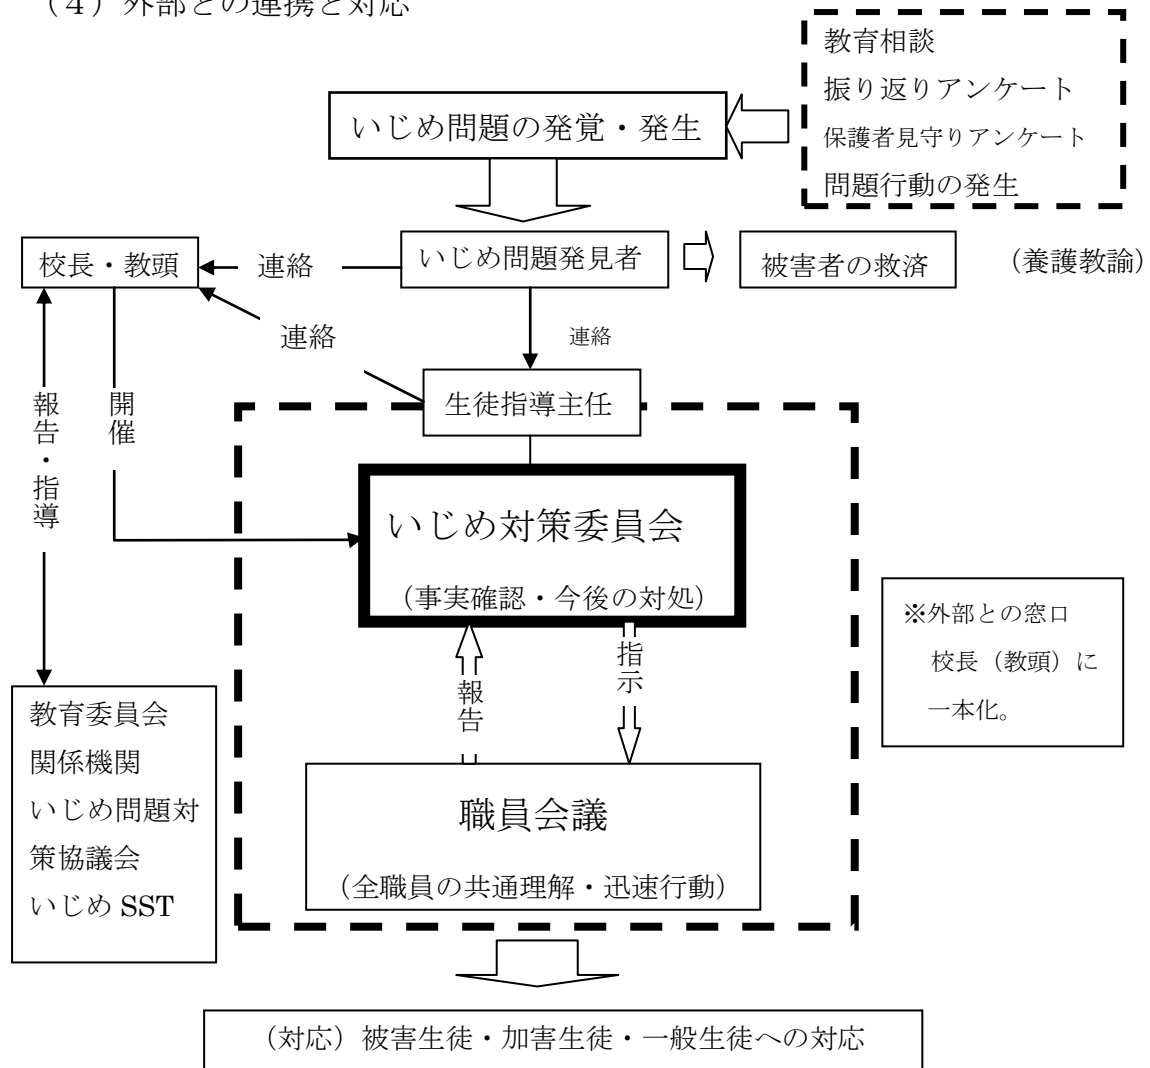 （４）外部との連携と対応
教育相談
振り返りアンケート
保護者見守りアンケート
問題行動の発生
いじめ問題の発覚・発生
校長・教頭
連絡
いじめ問題発見者
被害者の救済
（養護教諭）
連絡
連絡
生徒指導主任
報告・指導
開催
いじめ対策委員会
（事実確認・今後の対処）
※外部との窓口
校長（教頭）に
一本化。
報告
指示
教育委員会
関係機関
いじめ問題対
策協議会
いじめ SST
職員会議
（全職員の共通理解・迅速行動）
（対応）被害生徒・加害生徒・一般生徒への対応